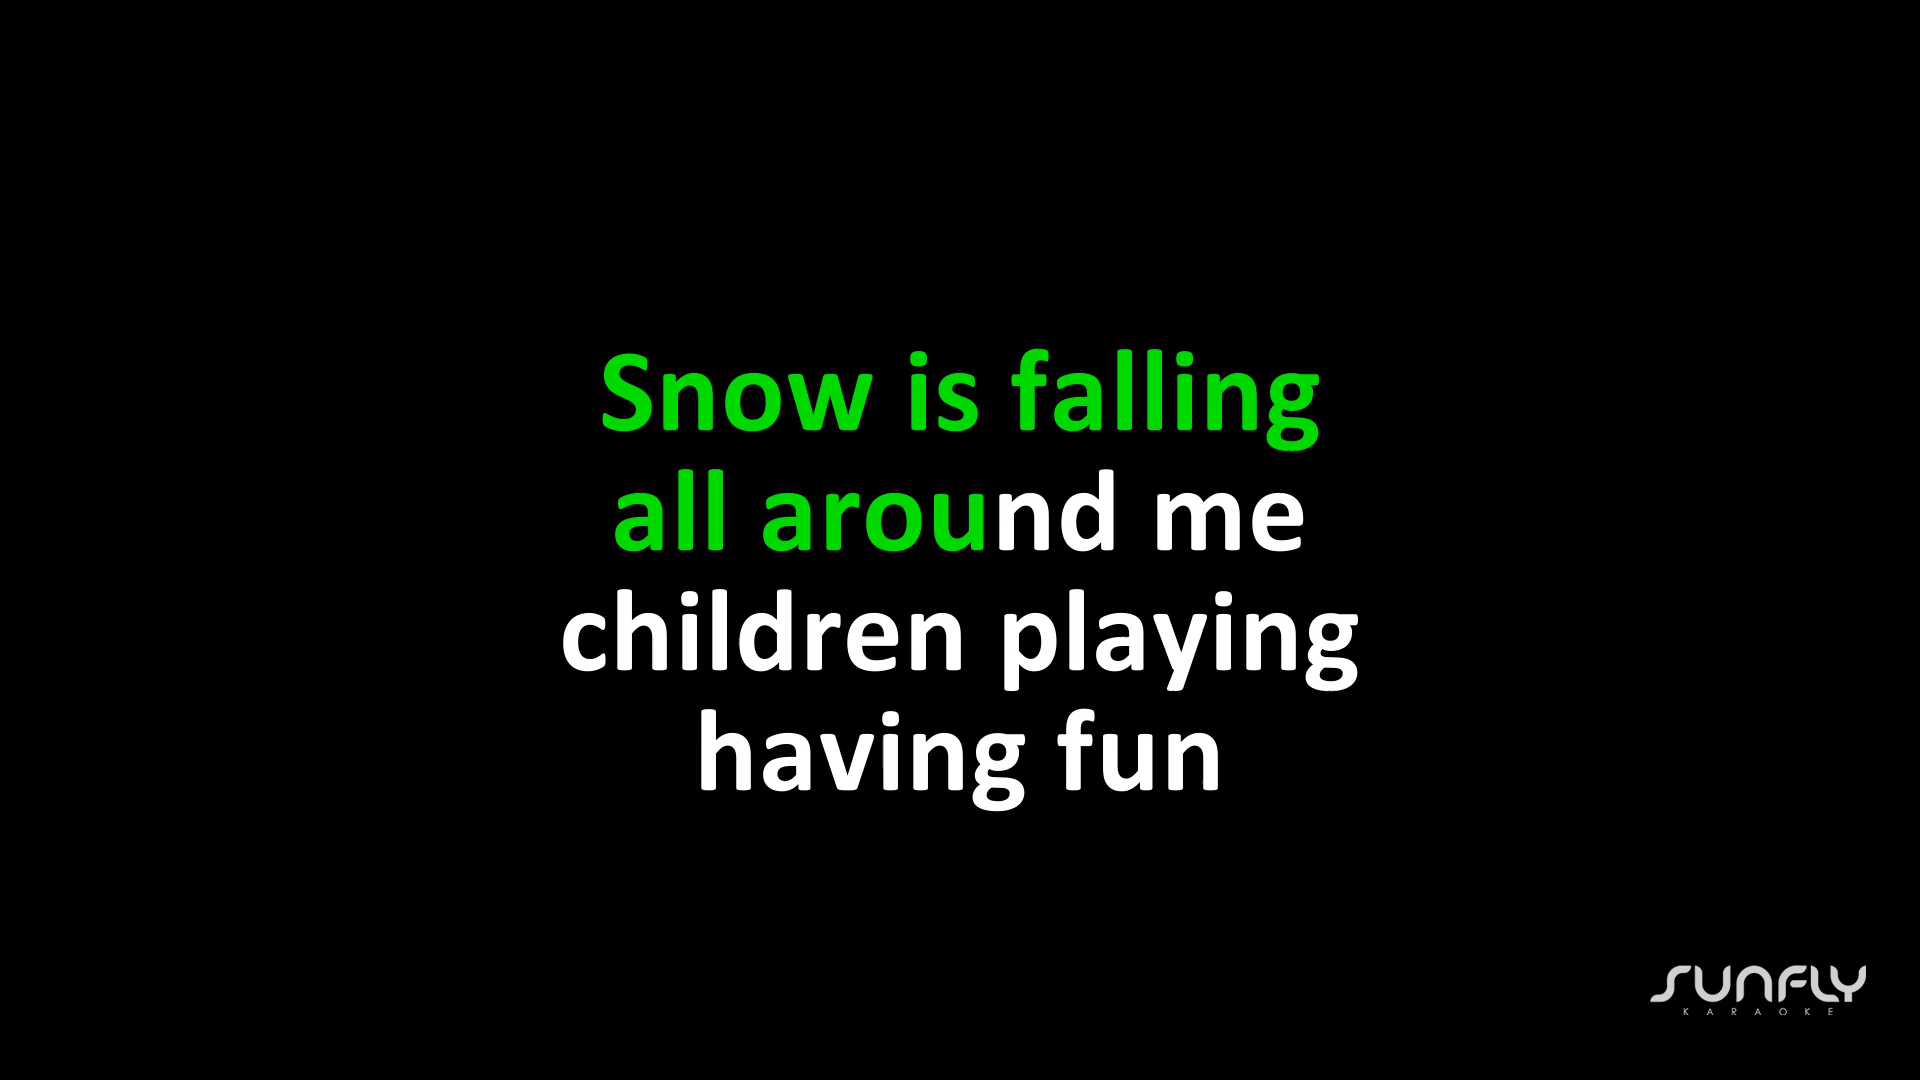 Snow is falling
all around me
children playing
having fun
SUNFLY
KARAOKE